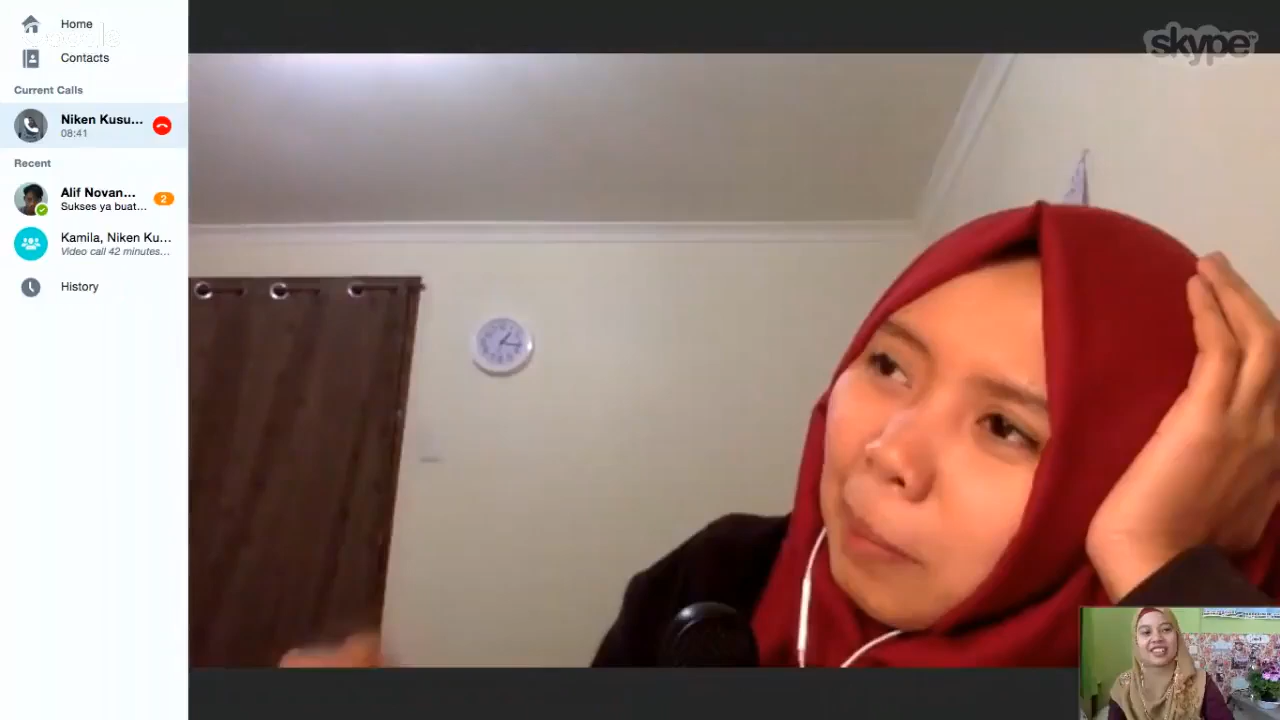 Home
Contacts
Current Calls
Niken Kusu...
08:41
Recent
Alif Novan...
2
Sukses ya buat...
Kamila, Niken Ku...
Video call 42 minutes...
History
skype™